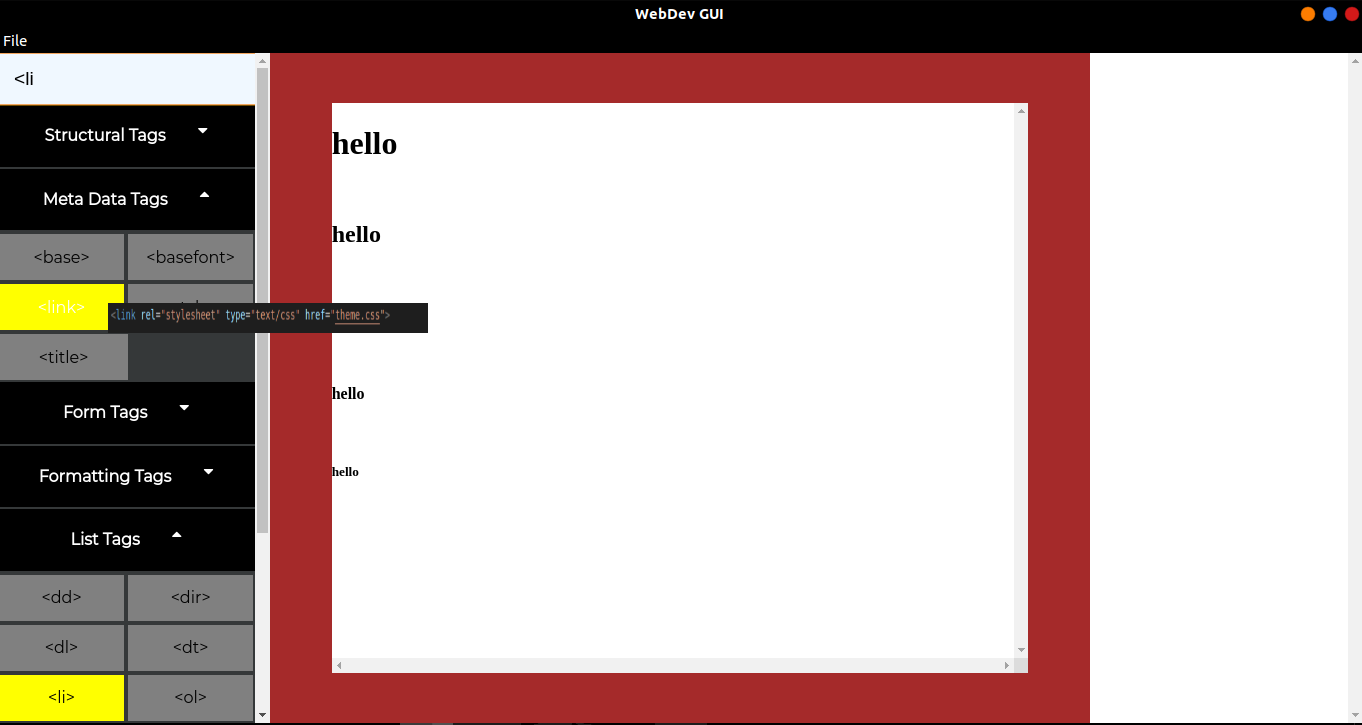 WebDev GUI
File
<li
Structural Tags
Meta Data Tags
<base>
<basefont>
<link>
<link rel="stylesheet" type="text/css" href="theme.css">
<title>
Form Tags
Formatting Tags
List Tags
<dd>
<dir>
<dl>
<dt>
<li>
<ol>
hello
hello
hello
hello